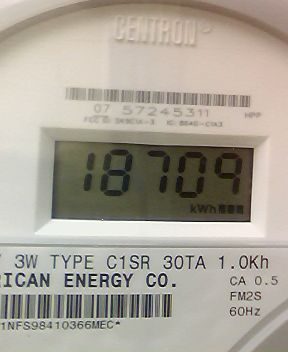 CENTRON
07 57245311 HPP
18709
kWh
3W TYPE C1SR 30TA 1.0Kh
RICAN ENERGY CO.
CA 0.5
FM2S
60Hz
1NFS98410366MEC*